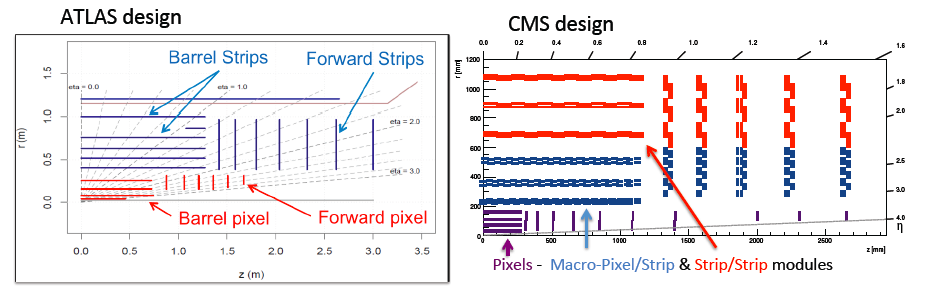 ATLAS design
CMS design
Barrel Strips
Forward Strips
eta = 0.0
eta = 1.0
eta = 2.0
eta = 3.0
Barrel pixel
Forward pixel
r (m)
1.5
1.0
0.5
0.0
0.0 0.5 1.0 1.5 2.0 2.5 3.0 3.5
z (m)
0.0 0.2 0.4 0.6 0.8 1.0 1.2 1.4 1.6
r [mm]
1200
1000
800
600
400
200
0
1.8
2.0
2.5
3.0
4.0
η
0 500 1000 1500 2000 2500
z [mm]
Pixels - Macro-Pixel/Strip & Strip/Strip modules